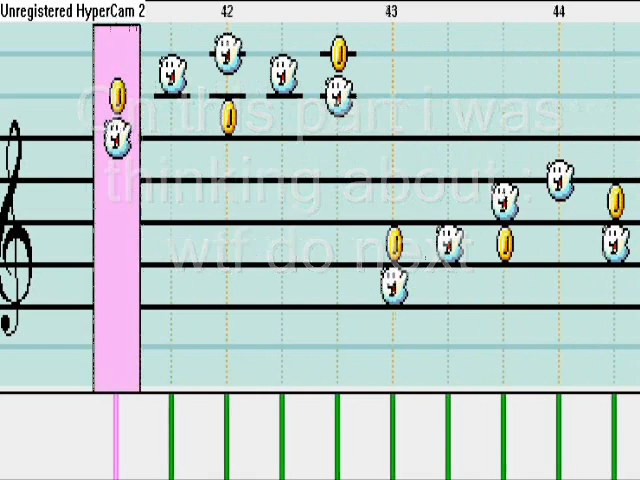 Unregistered HyperCam 2
42
43
44
On this part i was
thinking about :
wtf do next